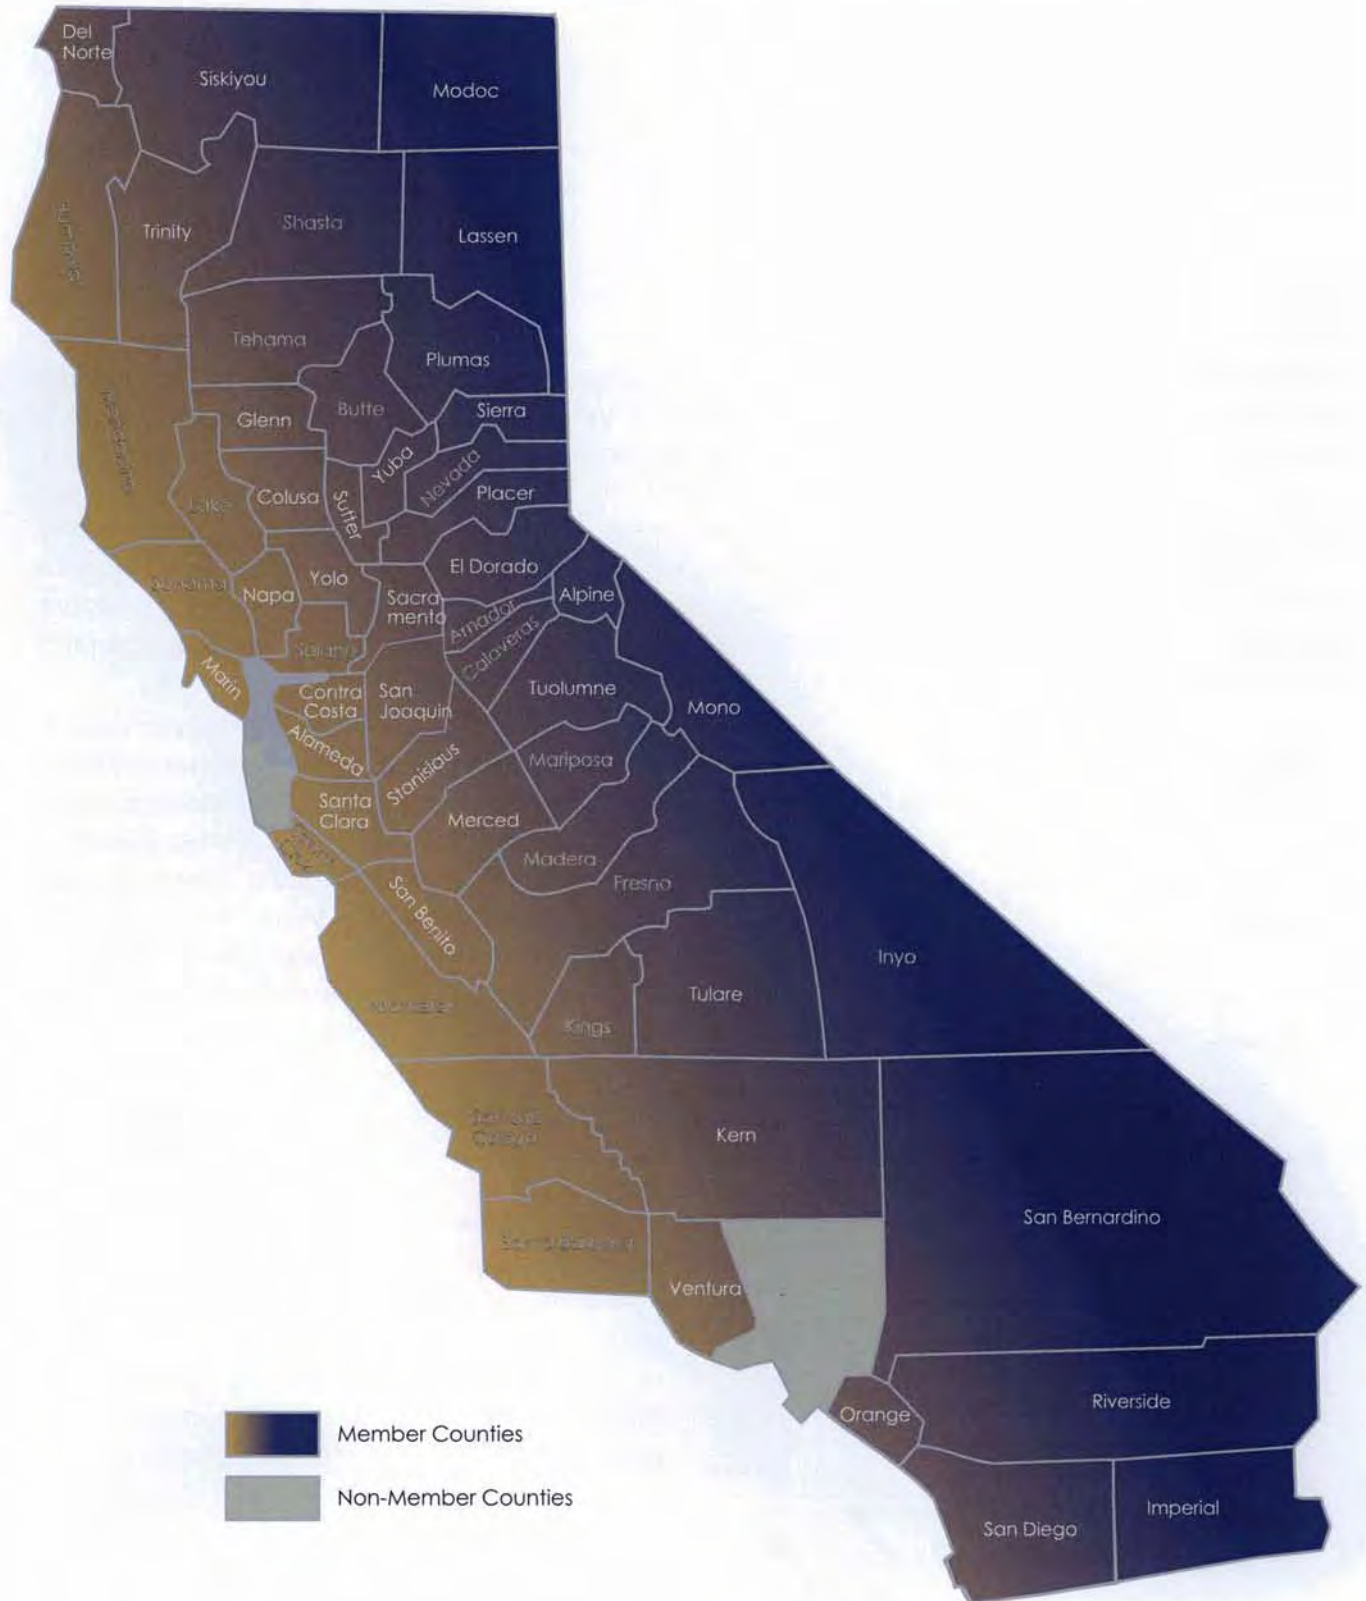 Del
Norte
Siskiyou
Modoc
Trinity
Shasta
Lassen
Tehama
Plumas
Glenn
Butte
Sierra
Yuba
Nevada
Colusa
Sutter
Placer
Lake
El Dorado
Sonoma
Napa
Yolo
Sacra
mento
Alpine
Amador
Calaveras
Solano
Marin
Contra
Costa
San
Joaquin
Tuolumne
Mono
Alameda
Stanislaus
Mariposa
Santa
Clara
Merced
Madera
Fresno
San Benito
Inyo
Tulare
Kings
Kern
San Bernardino
Ventura
Riverside
Orange
San Diego
Imperial
Member Counties
Non-Member Counties